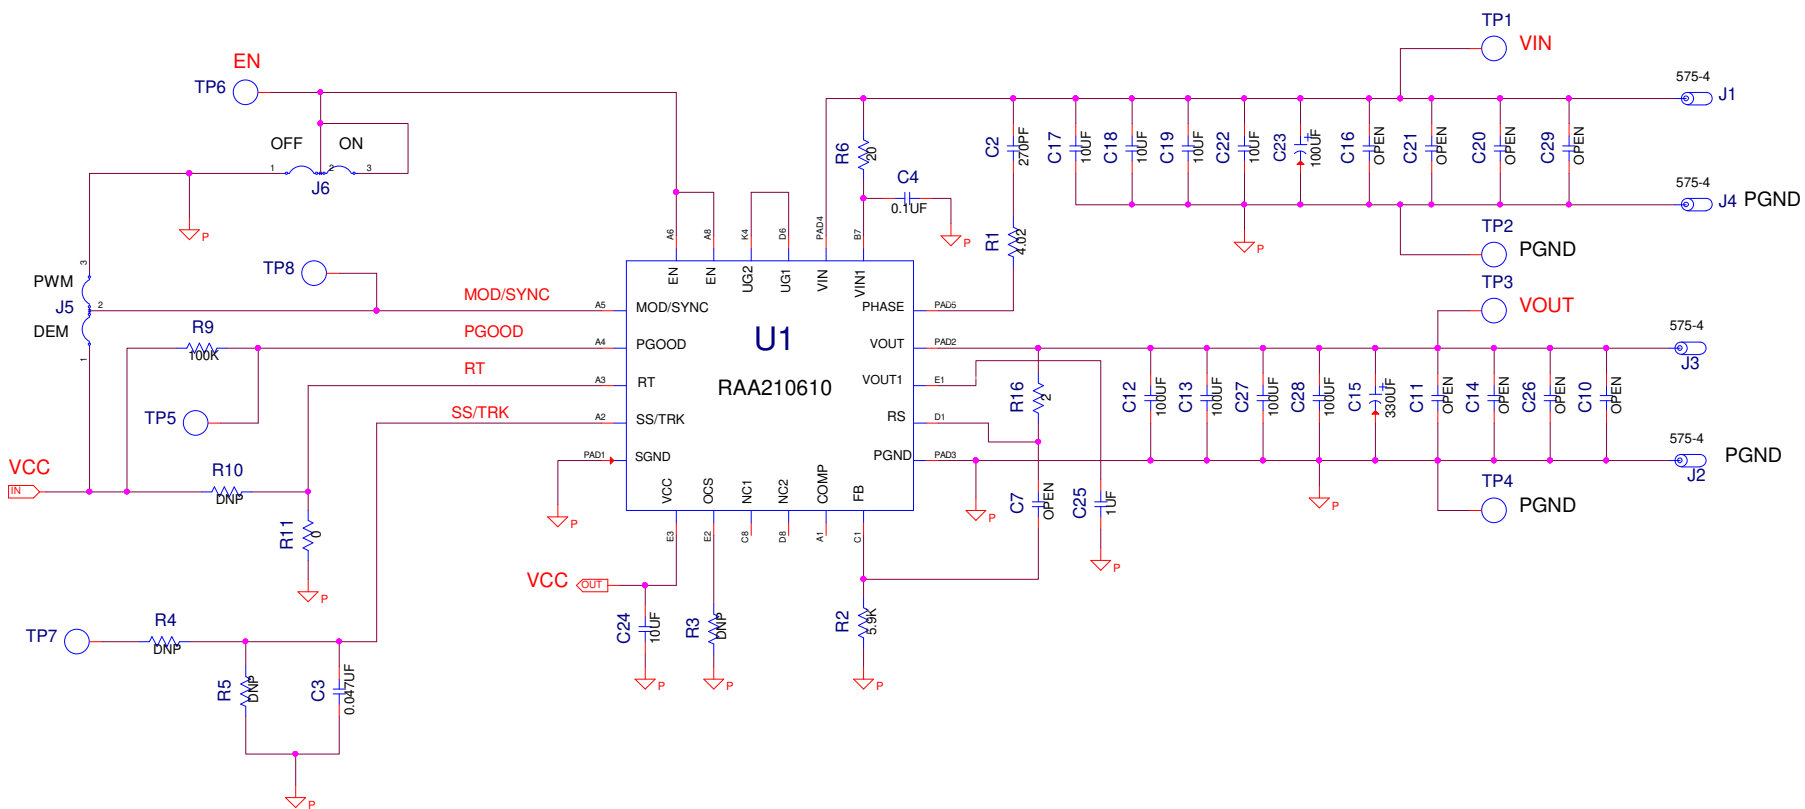 TP1
VIN
EN
TP6
575-4
J1
OFF
ON
1
2
3
J6
R6
20
C4
0.1UF
P
P
C2
270PF
C17
10UF
C18
10UF
C19
10UF
C22
10UF
C23
100UF
+
C16
OPEN
C21
OPEN
C20
OPEN
C29
OPEN
575-4
J4
PGND
P
R1
4.02
TP2
PGND
A6
A8
K4
D6
PAD4
B7
EN
EN
UG2
UG1
VIN
VIN1
TP8
3
PWM
J5
2
DEM
1
MOD/SYNC
A5
MOD/SYNC
PHASE
PAD5
TP3
VOUT
R9
100K
PGOOD
A4
PGOOD
U1
VOUT
PAD2
575-4
J3
RT
A3
RT
RAA210610
VOUT1
E1
R16
2
C12
100UF
C13
100UF
C27
100UF
C28
100UF
C15
330UF
+
C11
OPEN
C14
OPEN
C26
OPEN
C10
OPEN
TP5
SS/TRK
A2
SS/TRK
RS
D1
PAD1
SGND
PGND
PAD3
575-4
J2
PGND
VCC
IN
R10
DNP
VCC
OCS
NC1
NC2
COMP
FB
E3
E2
C8
D8
A1
C1
P
P
P
C7
OPEN
C25
1UF
P
TP4
PGND
R11
0
P
VCC
OUT
C24
10UF
P
R3
DNP
P
R2
5.9K
P
TP7
R4
DNP
R5
DNP
C3
0.047UF
P